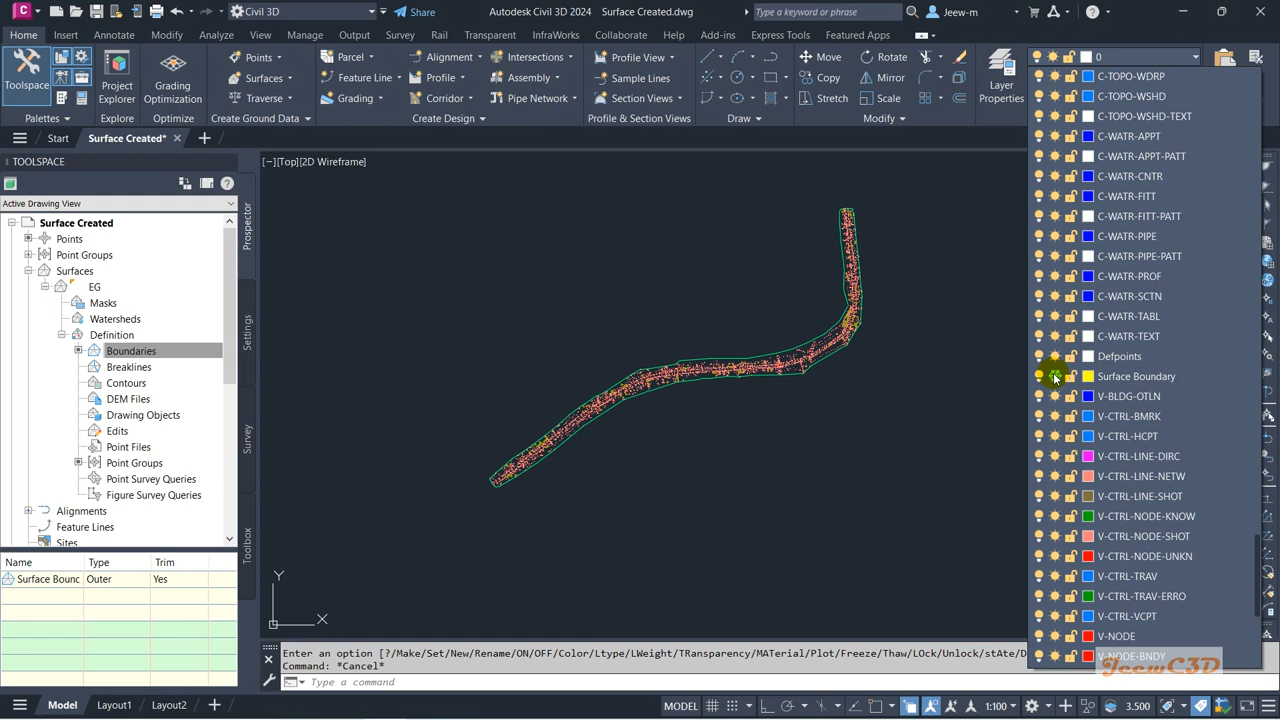 C Civil 3D Share Autodesk Civil 3D 2024 Surface Created.dwg Type a keyword or phrase Jeew-m
Home Insert Annotate Modify Analyze View Manage Output Survey Rail Transparent InfraWorks Collaborate Help Add-ins Express Tools Featured Apps
Toolspace
Palettes
Project Explorer
Explore
Grading Optimization
Points
Surfaces
Traverse
Create Ground Data
Parcel
Feature Line
Grading
Alignment
Profile
Corridor
Intersections
Assembly
Pipe Network
Create Design
Profile View
Sample Lines
Section Views
Profile & Section Views
Draw
Move
Copy
Stretch
Rotate
Mirror
Scale
Modify
Layer Properties
0
Start Surface Created*
TOOLSPACE
Active Drawing View
Surface Created
Points
Point Groups
Surfaces
EG
Masks
Watersheds
Definition
Boundaries
Breaklines
Contours
DEM Files
Drawing Objects
Edits
Point Files
Point Groups
Point Survey Queries
Figure Survey Queries
Alignments
Feature Lines
Sites
Prospector
Settings
Survey
Toolbox
Name Type Trim
Surface Bounc Outer Yes
[−][Top][2D Wireframe]
Y
X
C-TOPO-WDRP
C-TOPO-WSHD
C-TOPO-WSHD-TEXT
C-WATR-APPT
C-WATR-APPT-PATT
C-WATR-CNTR
C-WATR-FITT
C-WATR-FITT-PATT
C-WATR-PIPE
C-WATR-PIPE-PATT
C-WATR-PROF
C-WATR-SCTN
C-WATR-TABL
C-WATR-TEXT
Defpoints
Surface Boundary
V-BLDG-OTLN
V-CTRL-BMRK
V-CTRL-HCPT
V-CTRL-LINE-DIRC
V-CTRL-LINE-NETW
V-CTRL-LINE-SHOT
V-CTRL-NODE-KNOW
V-CTRL-NODE-SHOT
V-CTRL-NODE-UNKN
V-CTRL-TRAV
V-CTRL-TRAV-ERRO
V-CTRL-VCPT
V-NODE
V-NODE-BNDY
JeewC3D
Enter an option [?/Make/Set/New/Rename/ON/OFF/Color/Ltype/LWeight/TRansparency/MATerial/Plot/Freeze/Thaw/LOck/Unlock/stAte/D
Command: *Cancel*
Type a command
Model Layout1 Layout2 + MODEL 1:100 3.500